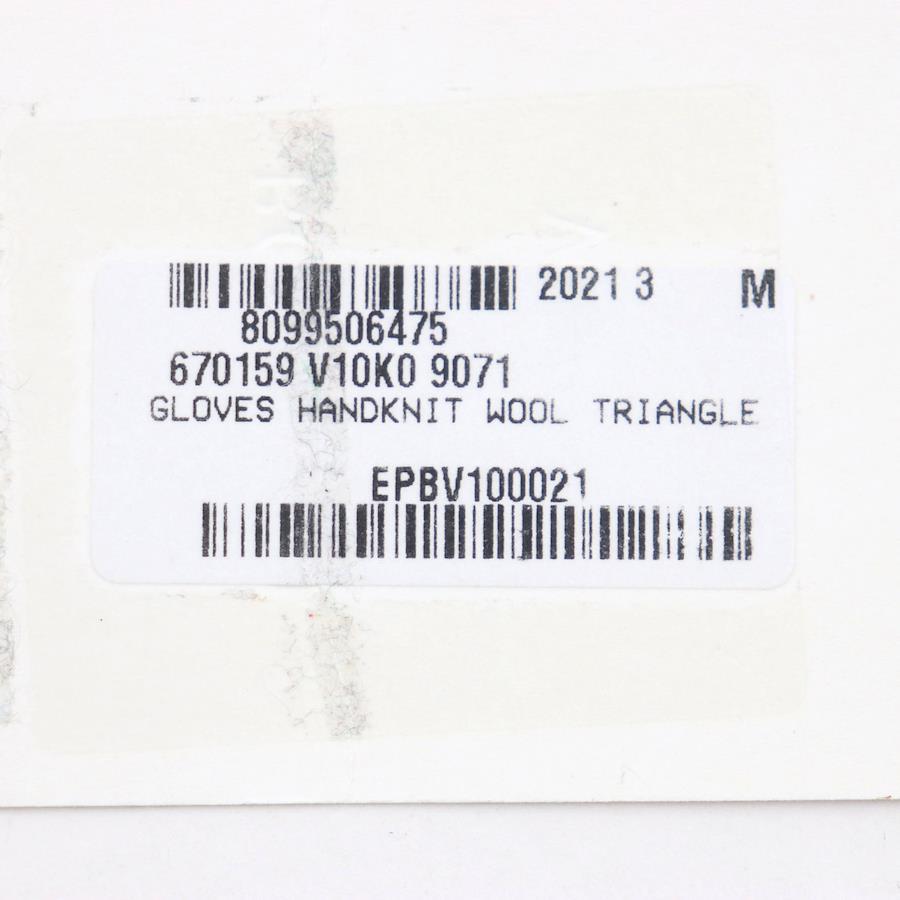 2021 3 M
8099506475
670159 V10K0 9071
GLOVES HANDKNIT WOOL TRIANGLE
EPBV100021